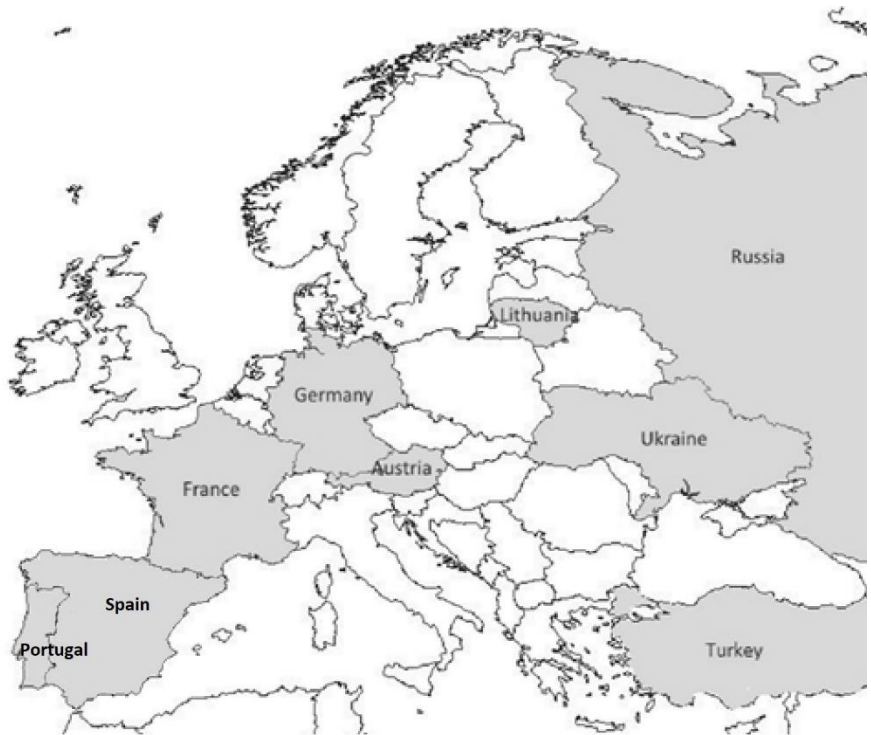 Russia
Lithuania
Germany
Ukraine
Austria
France
Spain
Portugal
Turkey